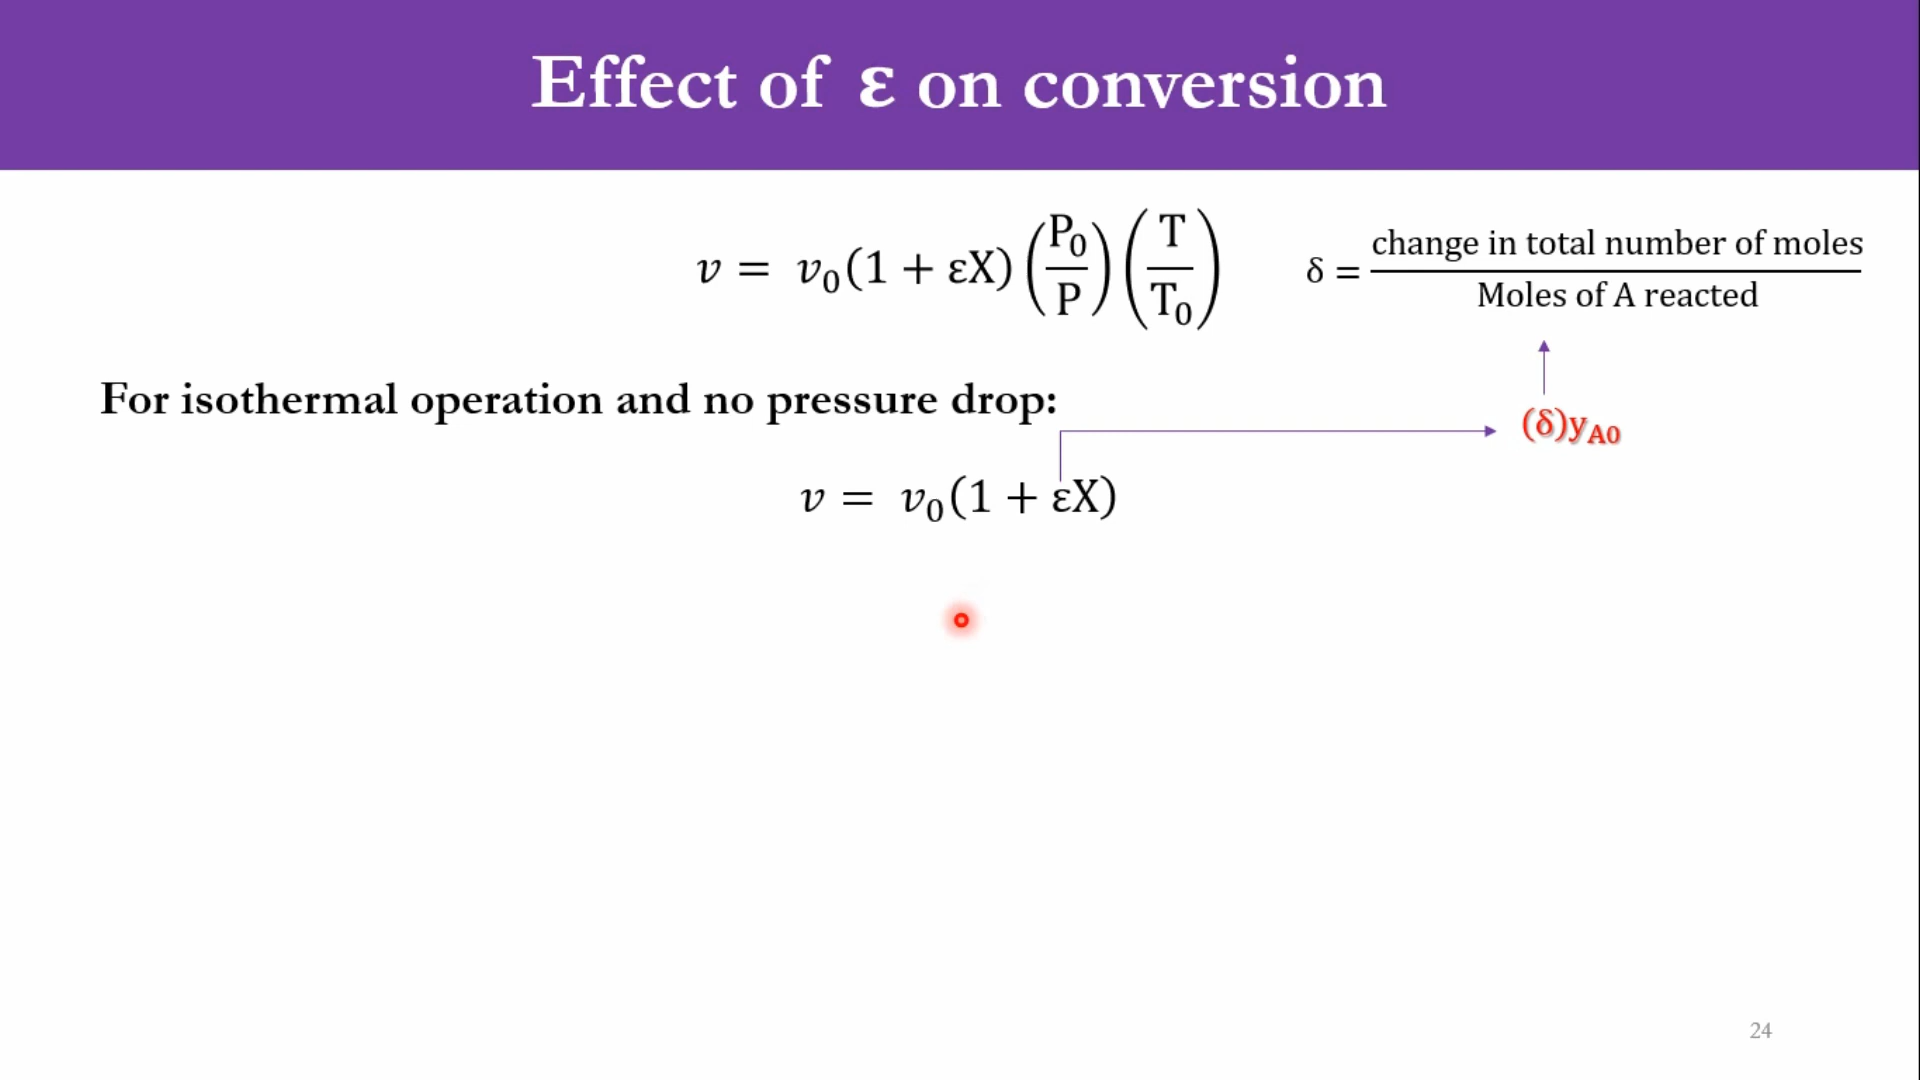 Effect of ε on conversion
v = v₀(1 + εX)(P₀/P)(T/T₀)
δ = change in total number of moles / Moles of A reacted
For isothermal operation and no pressure drop:
(δ)y_A0
v = v₀(1 + εX)
24